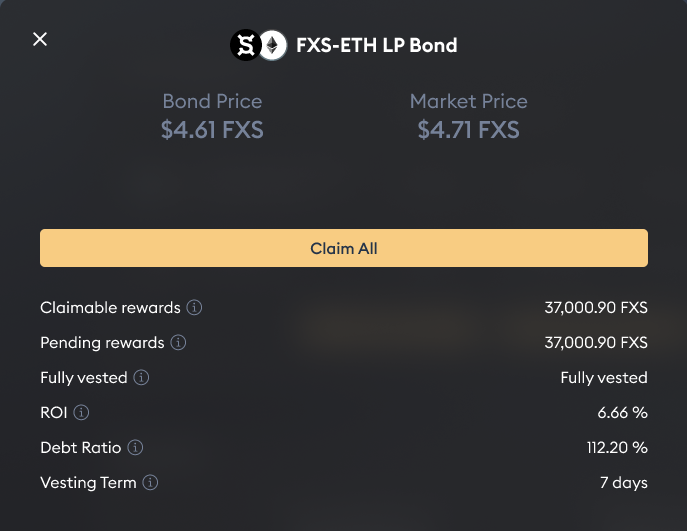 FXS-ETH LP Bond
Bond Price
Market Price
$4.61 FXS
$4.71 FXS
Claim All
Claimable rewards
37,000.90 FXS
Pending rewards
37,000.90 FXS
Fully vested
Fully vested
ROI
6.66 %
Debt Ratio
112.20 %
Vesting Term
7 days